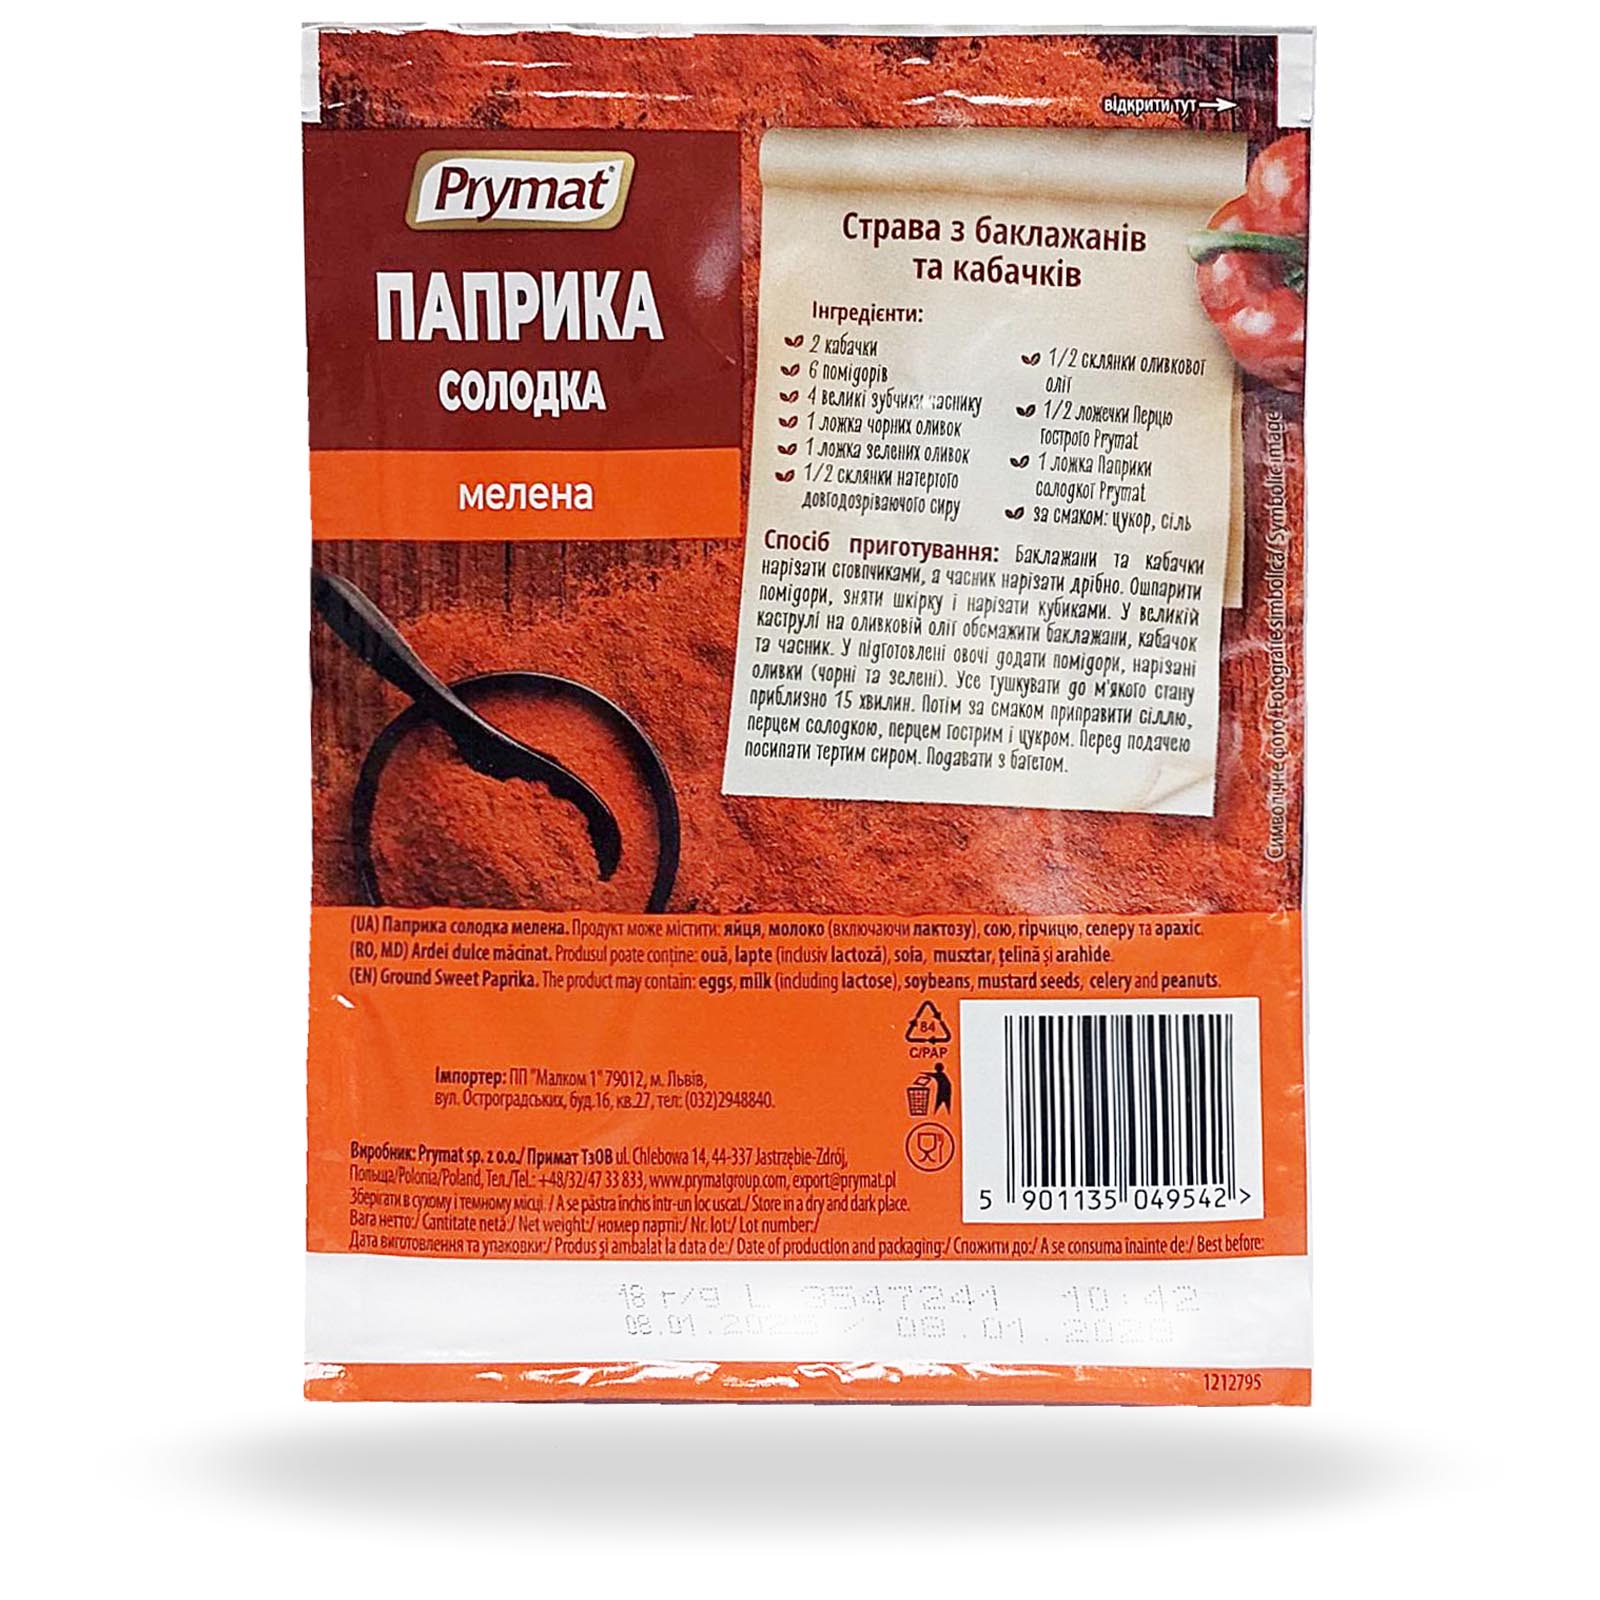 відкрити тут
Prymat®
ПАПРИКА
СОЛОДКА
мелена
Страва з баклажанів
та кабачків
Інгредієнти:
2 кабачки
6 помідорів
4 великі зубчики часнику
1 ложка чорних оливок
1 ложка зелених оливок
1/2 склянки натертого
довгодозріваючого сиру
1/2 склянки оливкової
олії
1/2 ложечки Перцю
гострого Prymat
1 ложка Паприки
солодкої Prymat
за смаком: цукор, сіль
Спосіб приготування: Баклажани та кабачки
нарізати стовпчиками, а часник нарізати дрібно. Ошпарити
помідори, зняти шкірку і нарізати кубиками. У великій
каструлі на оливковій олії обсмажити баклажани, кабачок
та часник. У підготовлені овочі додати помідори, нарізані
оливки (чорні та зелені). Усе тушкувати до м'якого стану
приблизно 15 хвилин. Потім за смаком приправити сіллю,
перцем солодкою, перцем гострим і цукром. Перед подачею
посипати тертим сиром. Подавати з багетом.
Символічне фото/Fotografie simbolică/ Symbolic image
(UA) Паприка солодка мелена. Продукт може містити: яйця, молоко (включаючи лактозу), сою, гірчицю, селеру та арахіс.
(RO, MD) Ardei dulce măcinat. Produsul poate conține: ouă, lapte (inclusiv lactoză), soia, muştar, ţelină și arahide.
(EN) Ground Sweet Paprika. The product may contain: eggs, milk (including lactose), soybeans, mustard seeds, celery and peanuts.
84
C/PAP
Імпортер: ПП "Малком 1" 79012, м. Львів,
вул. Остроградських, буд.16, кв.27, тел: (032)2948840.
Виробник: Prymat sp. z o.o./ Примат ТзОВ ul. Chlebowa 14, 44-337 Jastrzębie-Zdrój,
Польща/Polonia/Poland, Тел./Tel.: +48/32/47 33 833, www.prymatgroup.com, export@prymat.pl
Зберігати в сухому і темному місці. / A se păstra închis într-un loc uscat./ Store in a dry and dark place.
Вага нетто:/ Cantitate netă:/ Net weight:/ номер партії:/ Nr. lot:/ Lot number:/
Дата виготовлення та упаковки:/ Produs și ambalat la data de:/ Date of production and packaging:/ Спожити до:/ A se consuma înainte de:/ Best before:
5 901135 049542 >
18 г/g L 3547241 10:42
08.01.2025 / 08.01.2028
1212795